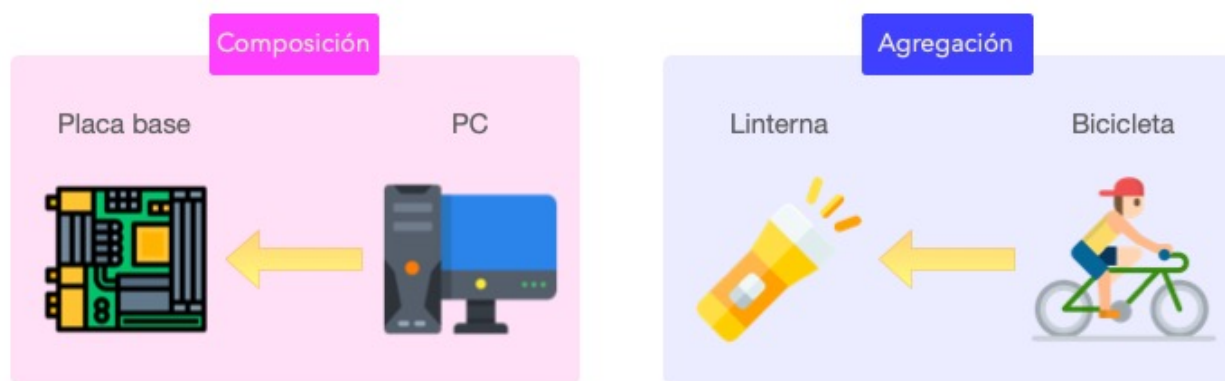 Composición
Placa base
PC
Agregación
Linterna
Bicicleta